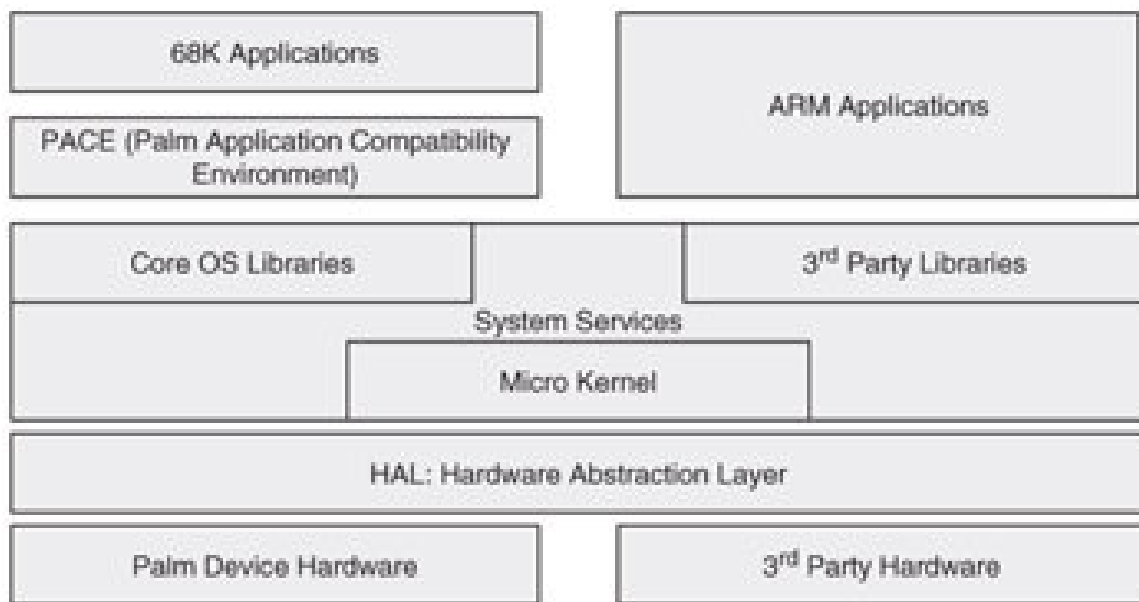 68K Applications
ARM Applications
PACE (Palm Application Compatibility
Environment)
Core OS Libraries
3rd Party Libraries
System Services
Micro Kernel
HAL: Hardware Abstraction Layer
Palm Device Hardware
3rd Party Hardware